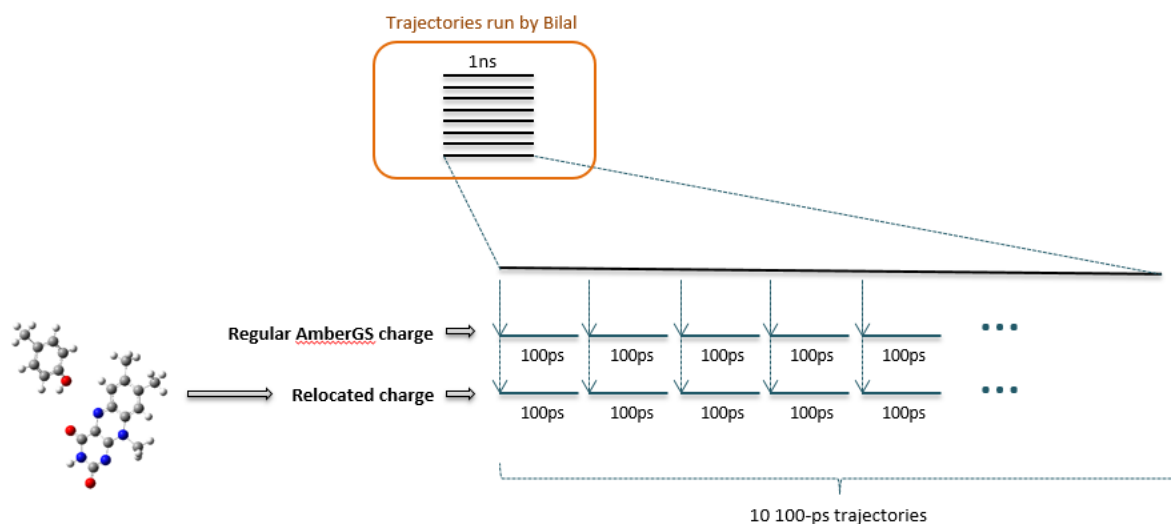 Trajectories run by Bilal
1ns
Regular AmberGS charge
100ps 100ps 100ps 100ps 100ps
Relocated charge
100ps 100ps 100ps 100ps 100ps
10 100-ps trajectories